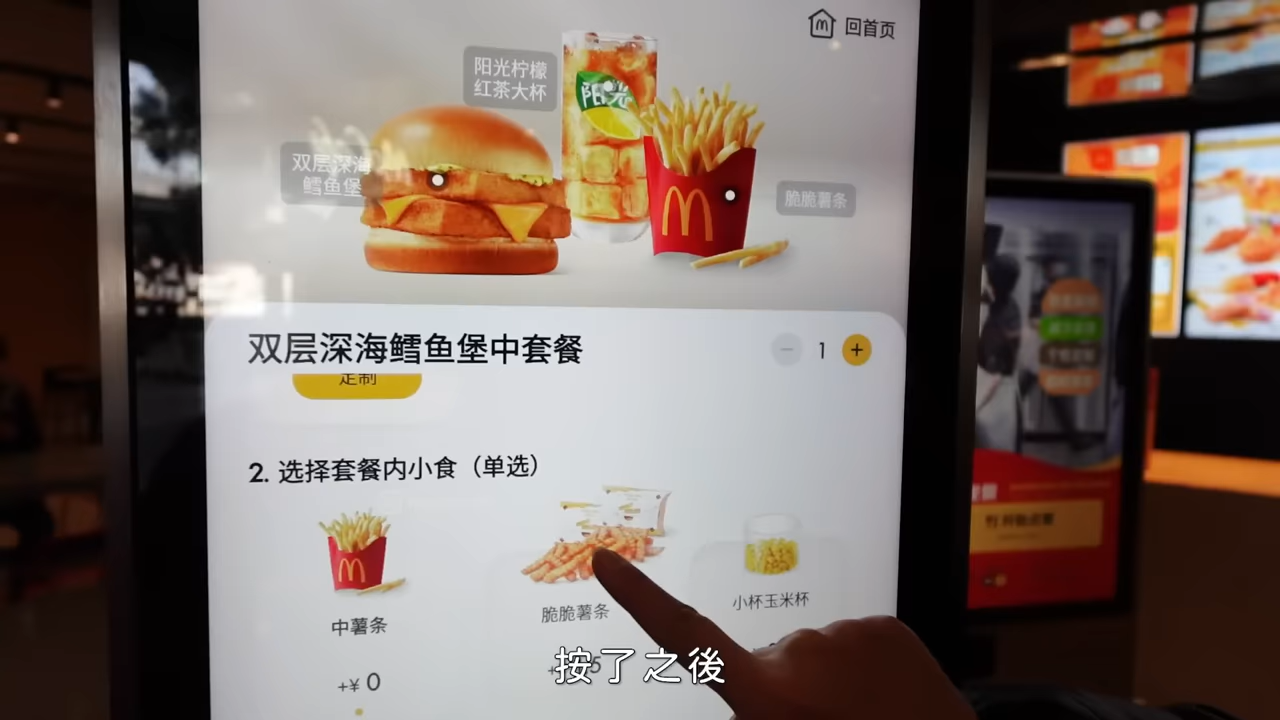 回首页
阳光柠檬
红茶大杯
阳光
双层深海
鳕鱼堡
脆脆薯条
双层深海鳕鱼堡中套餐
1
定制
2. 选择套餐内小食（单选）
中薯条
脆脆薯条
小杯玉米杯
+¥ 0
按了之後